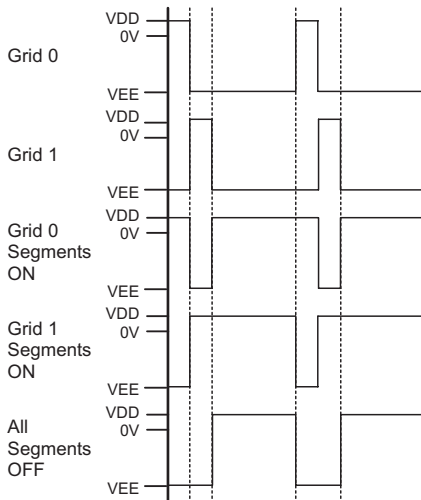 VDD
0V
Grid 0
VEE
VDD
0V
Grid 1
VEE
VDD
0V
Grid 0
Segments
ON
VEE
VDD
0V
Grid 1
Segments
ON
VEE
VDD
0V
All
Segments
OFF
VEE